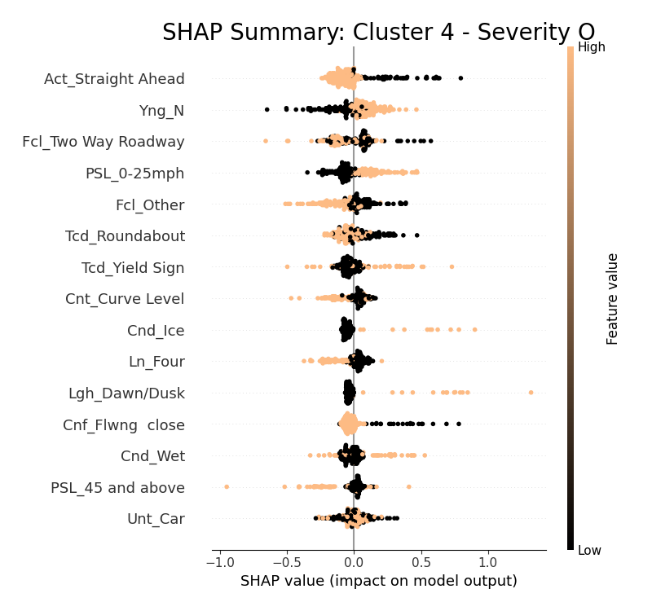 SHAP Summary: Cluster 4 - Severity O
High
Act_Straight Ahead
Yng_N
Fcl_Two Way Roadway
PSL_0-25mph
Fcl_Other
Tcd_Roundabout
Tcd_Yield Sign
Cnt_Curve Level
Cnd_Ice
Ln_Four
Lgh_Dawn/Dusk
Cnf_Flwng  close
Cnd_Wet
PSL_45 and above
Unt_Car
Feature value
Low
−1.0 −0.5 0.0 0.5 1.0
SHAP value (impact on model output)